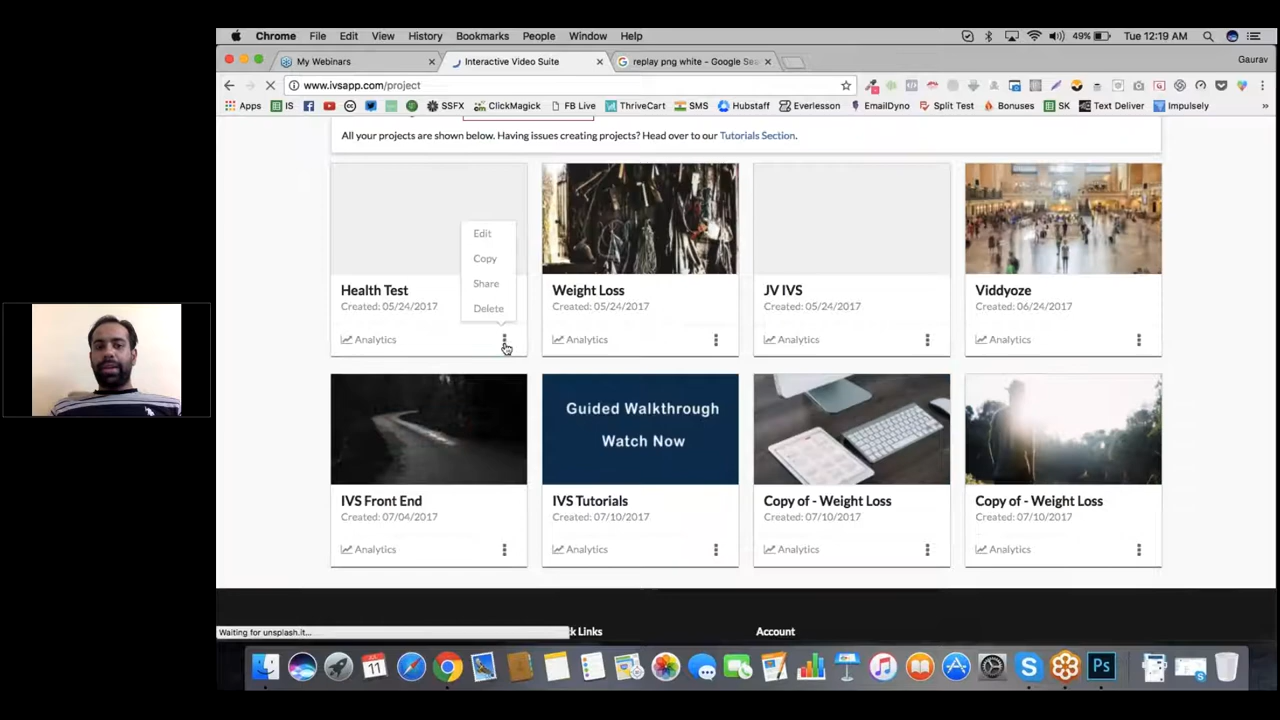 Chrome File Edit View History Bookmarks People Window Help 49% Tue 12:19 AM
My Webinars Interactive Video Suite replay png white - Google Sea Gaurav
www.ivsapp.com/project
Apps IS FB Live SSFX ClickMagic ThriveCart SMS Hubstaff Everlesson EmailDyno Split Test Bonuses SK Text Deliver Impulsely »
All your projects are shown below. Having issues creating projects? Head over to our Tutorials Section.
Edit
Copy
Share
Delete
Health Test Weight Loss JV IVS Viddyoze
Created: 05/24/2017 Created: 05/24/2017 Created: 05/24/2017 Created: 06/24/2017
Analytics Analytics Analytics Analytics
Guided Walkthrough
Watch Now
IVS Front End IVS Tutorials Copy of - Weight Loss Copy of - Weight Loss
Created: 07/04/2017 Created: 07/10/2017 Created: 07/10/2017 Created: 07/10/2017
Analytics Analytics Analytics Analytics
Waiting for unsplash.it... k Links Account
11 Ps